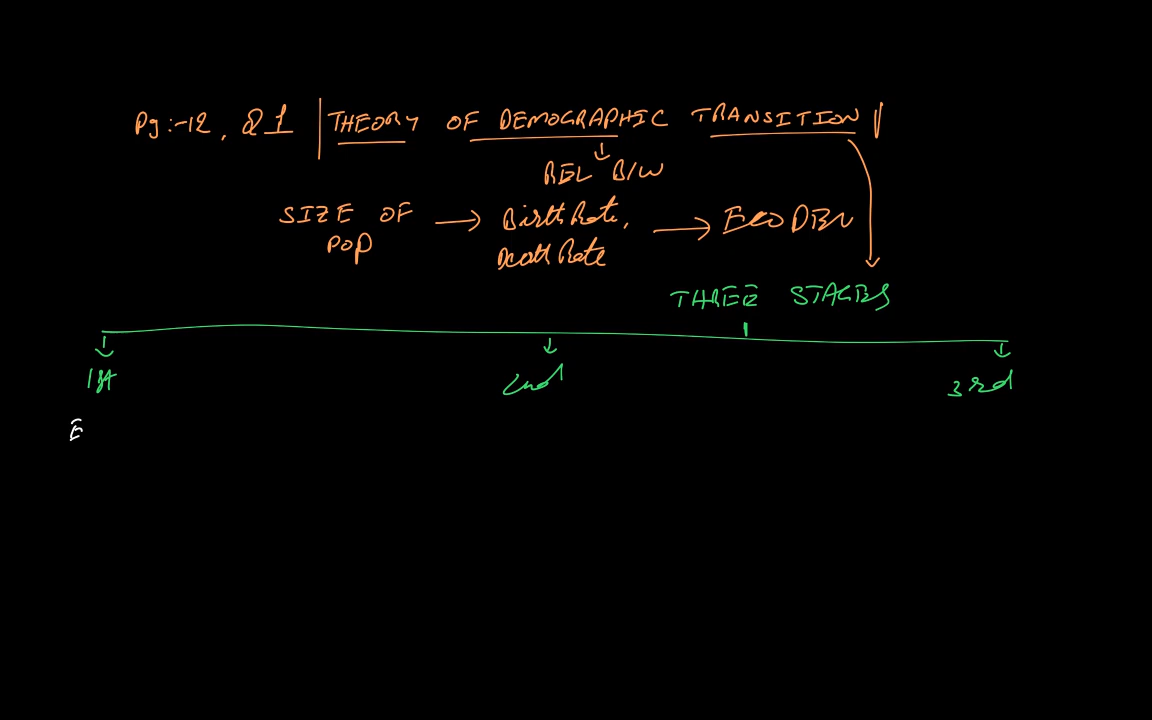 Pg:-12, Q1 | THEORY OF DEMOGRAPHIC TRANSITION |
REL B/W
SIZE OF POP → Birth Rate, Death Rate → ECO DEV
THREE STAGES
1st 2nd 3rd
E